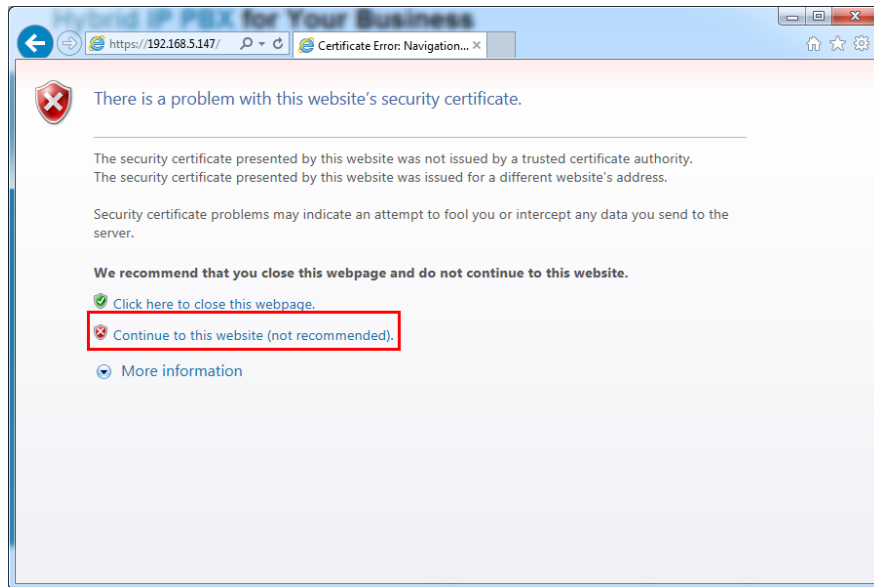 Hybrid IP PBX for Your Business
https://192.168.5.147/
Certificate Error: Navigation...
There is a problem with this website's security certificate.
The security certificate presented by this website was not issued by a trusted certificate authority.
The security certificate presented by this website was issued for a different website's address.
Security certificate problems may indicate an attempt to fool you or intercept any data you send to the
server.
We recommend that you close this webpage and do not continue to this website.
Click here to close this webpage.
Continue to this website (not recommended).
More information